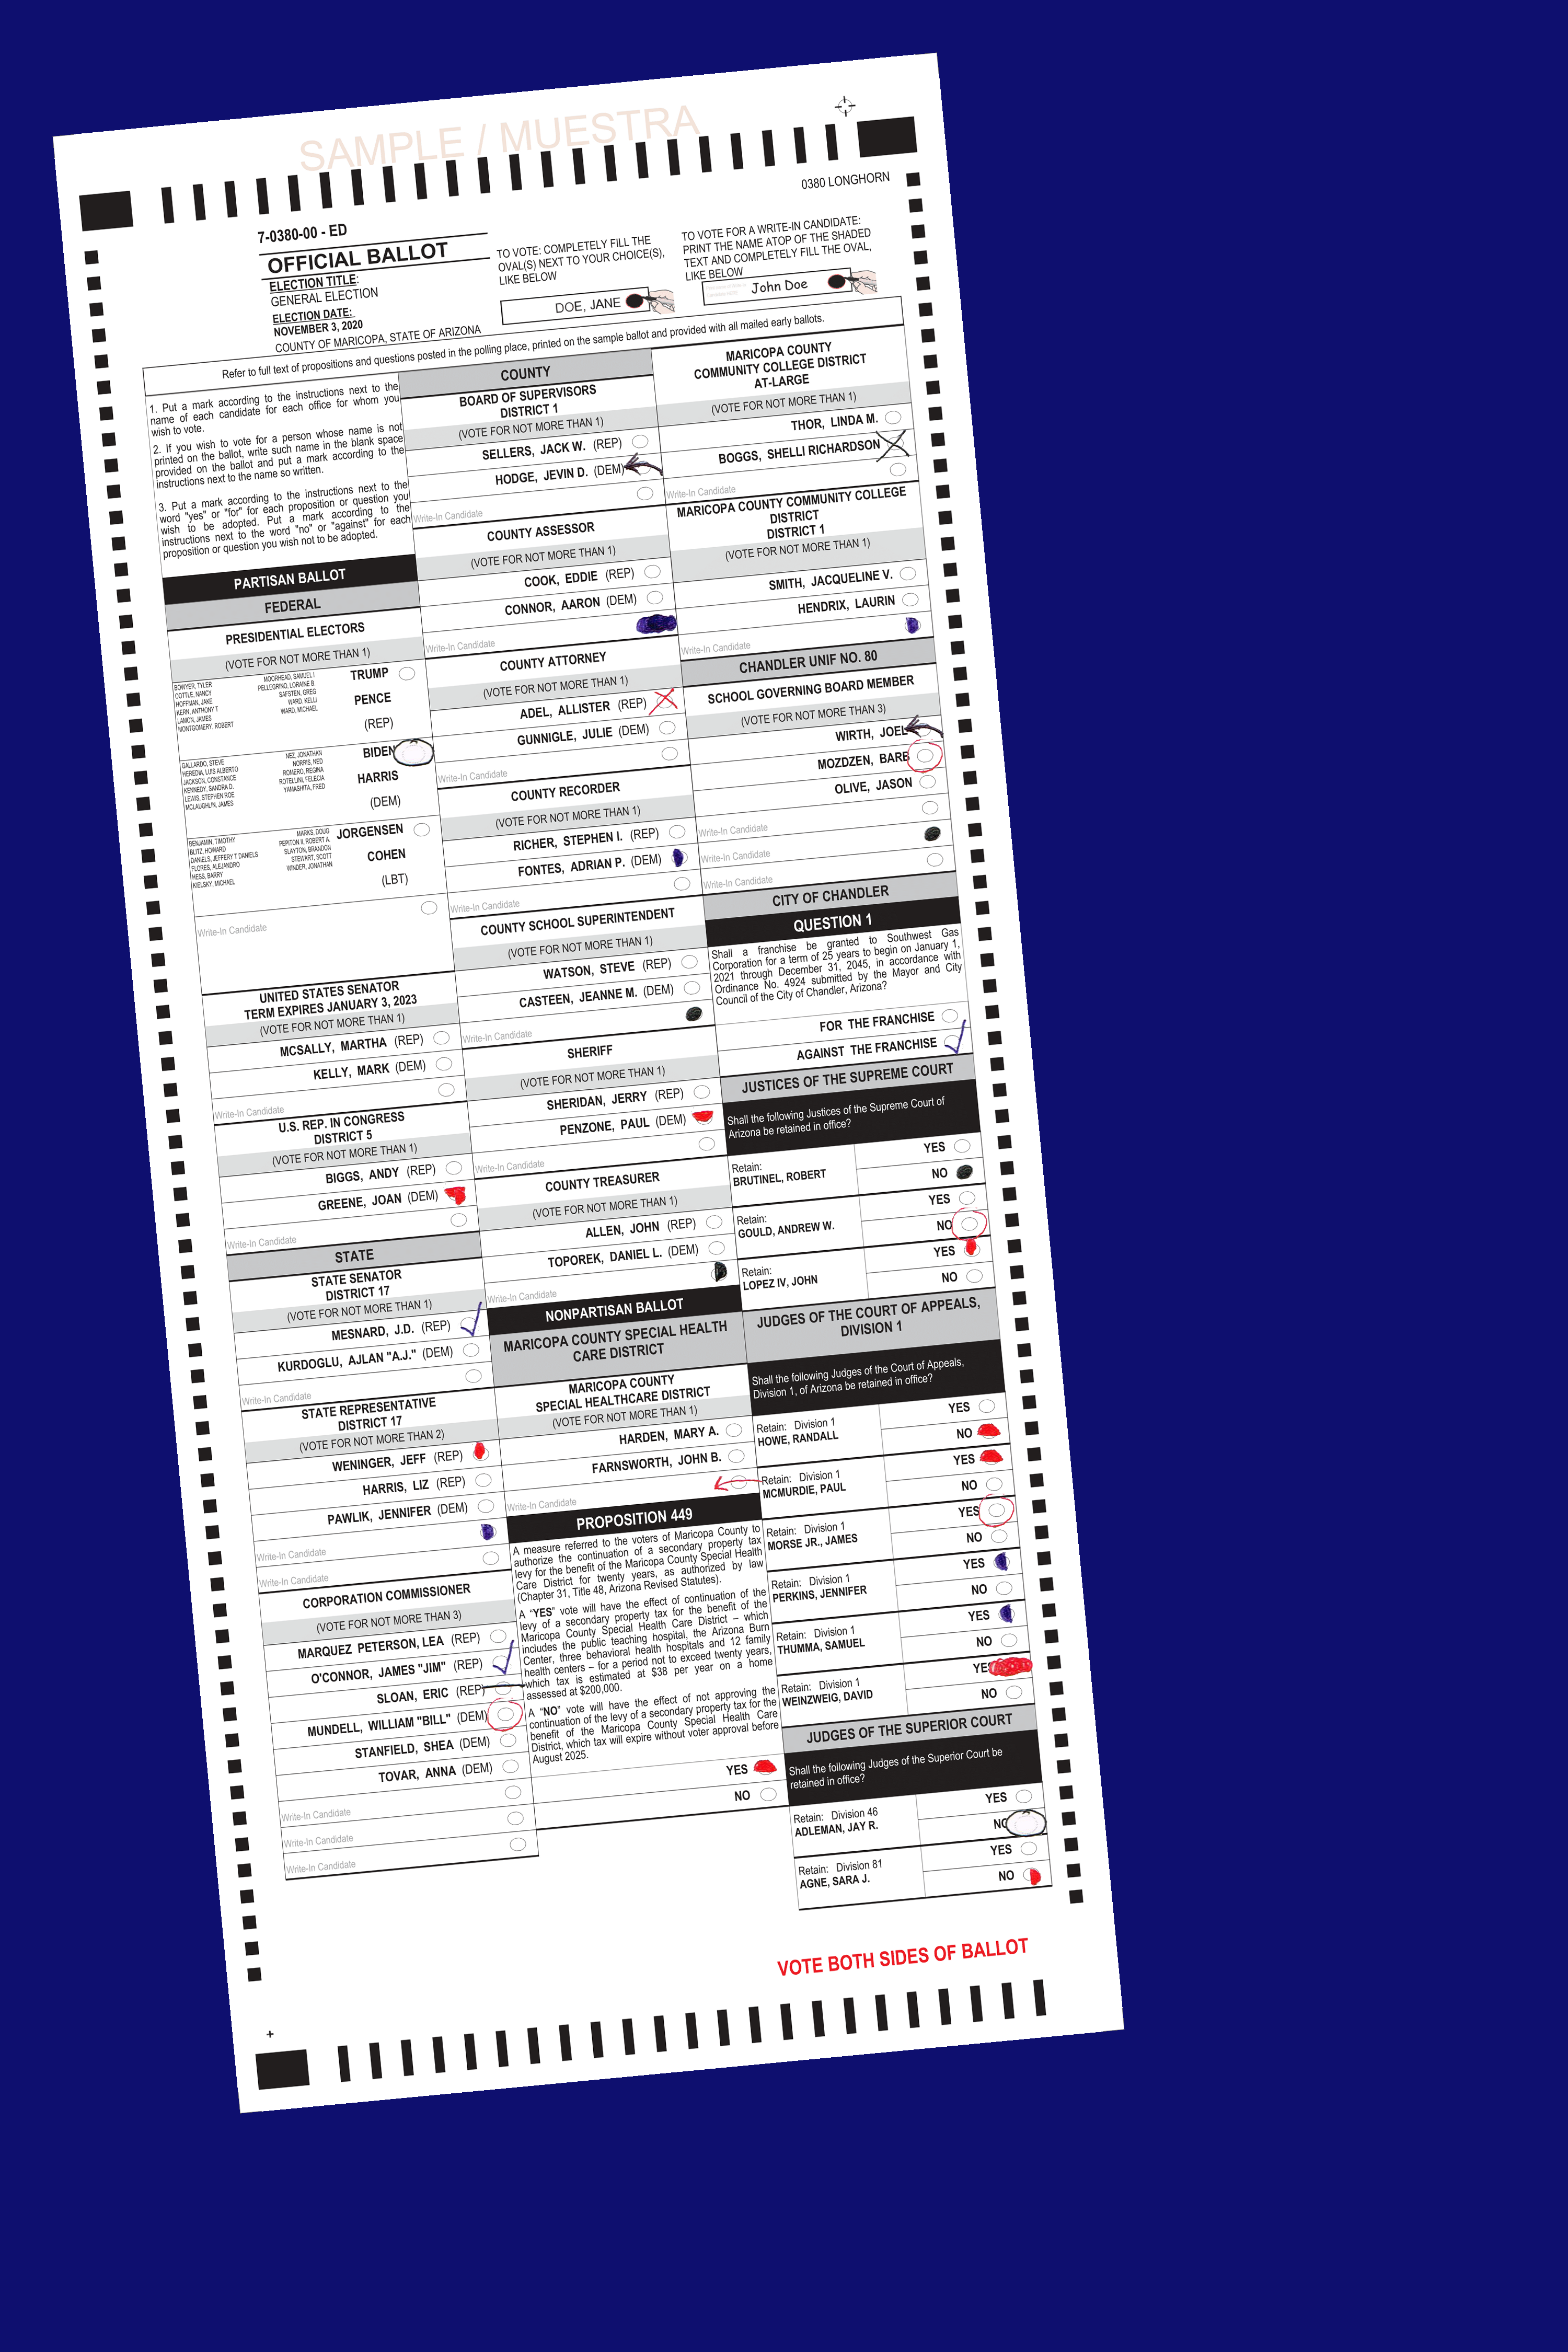 SAMPLE / MUESTRA
0380 LONGHORN
7-0380-00 - ED
OFFICIAL BALLOT
ELECTION TITLE:
GENERAL ELECTION
ELECTION DATE:
NOVEMBER 3, 2020
COUNTY OF MARICOPA, STATE OF ARIZONA
TO VOTE: COMPLETELY FILL THE
OVAL(S) NEXT TO YOUR CHOICE(S),
LIKE BELOW
DOE, JANE
TO VOTE FOR A WRITE-IN CANDIDATE:
PRINT THE NAME ATOP OF THE SHADED
TEXT AND COMPLETELY FILL THE OVAL,
LIKE BELOW
John Doe
Refer to full text of propositions and questions posted in the polling place, printed on the sample ballot and provided with all mailed early ballots.
1. Put a mark according to the instructions next to the
name of each candidate for each office for whom you
wish to vote.
2. If you wish to vote for a person whose name is not
printed on the ballot, write such name in the blank space
provided on the ballot and put a mark according to the
instructions next to the name so written.
3. Put a mark according to the instructions next to the
word "yes" or "for" for each proposition or question you
wish to be adopted. Put a mark according to the
instructions next to the word "no" or "against" for each
proposition or question you wish not to be adopted.
PARTISAN BALLOT
FEDERAL
PRESIDENTIAL ELECTORS
(VOTE FOR NOT MORE THAN 1)
BOWYER, TYLER
COTTLE, NANCY
HOFFMAN, JAKE
KERN, ANTHONY T
LAMON, JAMES
MONTGOMERY, ROBERT
MOORHEAD, SAMUEL I
PELLEGRINO, LORAINE B.
SAFSTEN, GREG
WARD, KELLI
WARD, MICHAEL
TRUMP
PENCE
(REP)
GALLARDO, STEVE
HEREDIA, LUIS ALBERTO
JACKSON, CONSTANCE
KENNEDY, SANDRA D.
LEWIS, STEPHEN ROE
MCLAUGHLIN, JAMES
NEZ, JONATHAN
NORRIS, NED
ROMERO, REGINA
ROTELLINI, FELECIA
YAMASHITA, FRED
BIDEN
HARRIS
(DEM)
BENJAMIN, TIMOTHY
BLITZ, HOWARD
DANIELS, JEFFERY T DANIELS
FLORES, ALEJANDRO
HESS, BARRY
KIELSKY, MICHAEL
MARKS, DOUG
PEPITON II, ROBERT A.
SLAYTON, BRANDON
STEWART, SCOTT
WINDER, JONATHAN
JORGENSEN
COHEN
(LBT)
Write-In Candidate
UNITED STATES SENATOR
TERM EXPIRES JANUARY 3, 2023
(VOTE FOR NOT MORE THAN 1)
MCSALLY, MARTHA (REP)
KELLY, MARK (DEM)
Write-In Candidate
U.S. REP. IN CONGRESS
DISTRICT 5
(VOTE FOR NOT MORE THAN 1)
BIGGS, ANDY (REP)
GREENE, JOAN (DEM)
Write-In Candidate
STATE
STATE SENATOR
DISTRICT 17
(VOTE FOR NOT MORE THAN 1)
MESNARD, J.D. (REP)
KURDOGLU, AJLAN "A.J." (DEM)
Write-In Candidate
STATE REPRESENTATIVE
DISTRICT 17
(VOTE FOR NOT MORE THAN 2)
WENINGER, JEFF (REP)
HARRIS, LIZ (REP)
PAWLIK, JENNIFER (DEM)
Write-In Candidate
Write-In Candidate
CORPORATION COMMISSIONER
(VOTE FOR NOT MORE THAN 3)
MARQUEZ PETERSON, LEA (REP)
O'CONNOR, JAMES "JIM" (REP)
SLOAN, ERIC (REP)
MUNDELL, WILLIAM "BILL" (DEM)
STANFIELD, SHEA (DEM)
TOVAR, ANNA (DEM)
Write-In Candidate
Write-In Candidate
Write-In Candidate
COUNTY
BOARD OF SUPERVISORS
DISTRICT 1
(VOTE FOR NOT MORE THAN 1)
SELLERS, JACK W. (REP)
HODGE, JEVIN D. (DEM)
Write-In Candidate
COUNTY ASSESSOR
(VOTE FOR NOT MORE THAN 1)
COOK, EDDIE (REP)
CONNOR, AARON (DEM)
Write-In Candidate
COUNTY ATTORNEY
(VOTE FOR NOT MORE THAN 1)
ADEL, ALLISTER (REP)
GUNNIGLE, JULIE (DEM)
Write-In Candidate
COUNTY RECORDER
(VOTE FOR NOT MORE THAN 1)
RICHER, STEPHEN I. (REP)
FONTES, ADRIAN P. (DEM)
Write-In Candidate
COUNTY SCHOOL SUPERINTENDENT
(VOTE FOR NOT MORE THAN 1)
WATSON, STEVE (REP)
CASTEEN, JEANNE M. (DEM)
Write-In Candidate
SHERIFF
(VOTE FOR NOT MORE THAN 1)
SHERIDAN, JERRY (REP)
PENZONE, PAUL (DEM)
Write-In Candidate
COUNTY TREASURER
(VOTE FOR NOT MORE THAN 1)
ALLEN, JOHN (REP)
TOPOREK, DANIEL L. (DEM)
Write-In Candidate
NONPARTISAN BALLOT
MARICOPA COUNTY SPECIAL HEALTH
CARE DISTRICT
MARICOPA COUNTY
SPECIAL HEALTHCARE DISTRICT
(VOTE FOR NOT MORE THAN 1)
HARDEN, MARY A.
FARNSWORTH, JOHN B.
Write-In Candidate
PROPOSITION 449
A measure referred to the voters of Maricopa County to
authorize the continuation of a secondary property tax
levy for the benefit of the Maricopa County Special Health
Care District for twenty years, as authorized by law
(Chapter 31, Title 48, Arizona Revised Statutes).
A "YES" vote will have the effect of continuation of the
levy of a secondary property tax for the benefit of the
Maricopa County Special Health Care District – which
includes the public teaching hospital, the Arizona Burn
Center, three behavioral health hospitals and 12 family
health centers – for a period not to exceed twenty years,
which tax is estimated at $38 per year on a home
assessed at $200,000.
A "NO" vote will have the effect of not approving the
continuation of the levy of a secondary property tax for the
benefit of the Maricopa County Special Health Care
District, which tax will expire without voter approval before
August 2025.
YES
NO
MARICOPA COUNTY
COMMUNITY COLLEGE DISTRICT
AT-LARGE
(VOTE FOR NOT MORE THAN 1)
THOR, LINDA M.
BOGGS, SHELLI RICHARDSON
Write-In Candidate
MARICOPA COUNTY COMMUNITY COLLEGE
DISTRICT
DISTRICT 1
(VOTE FOR NOT MORE THAN 1)
SMITH, JACQUELINE V.
HENDRIX, LAURIN
Write-In Candidate
CHANDLER UNIF NO. 80
SCHOOL GOVERNING BOARD MEMBER
(VOTE FOR NOT MORE THAN 3)
WIRTH, JOEL
MOZDZEN, BARB
OLIVE, JASON
Write-In Candidate
Write-In Candidate
Write-In Candidate
CITY OF CHANDLER
QUESTION 1
Shall a franchise be granted to Southwest Gas
Corporation for a term of 25 years to begin on January 1,
2021 through December 31, 2045, in accordance with
Ordinance No. 4924 submitted by the Mayor and City
Council of the City of Chandler, Arizona?
FOR THE FRANCHISE
AGAINST THE FRANCHISE
JUSTICES OF THE SUPREME COURT
Shall the following Justices of the Supreme Court of
Arizona be retained in office?
Retain:
BRUTINEL, ROBERT
YES
NO
Retain:
GOULD, ANDREW W.
YES
NO
Retain:
LOPEZ IV, JOHN
YES
NO
JUDGES OF THE COURT OF APPEALS,
DIVISION 1
Shall the following Judges of the Court of Appeals,
Division 1, of Arizona be retained in office?
Retain: Division 1
HOWE, RANDALL
YES
NO
Retain: Division 1
MCMURDIE, PAUL
YES
NO
Retain: Division 1
MORSE JR., JAMES
YES
NO
Retain: Division 1
PERKINS, JENNIFER
YES
NO
Retain: Division 1
THUMMA, SAMUEL
YES
NO
Retain: Division 1
WEINZWEIG, DAVID
YES
NO
JUDGES OF THE SUPERIOR COURT
Shall the following Judges of the Superior Court be
retained in office?
Retain: Division 46
ADLEMAN, JAY R.
YES
NO
Retain: Division 81
AGNE, SARA J.
YES
NO
VOTE BOTH SIDES OF BALLOT